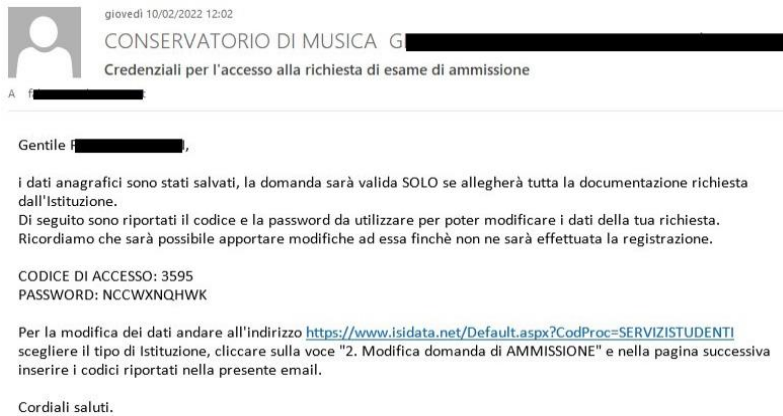 giovedì 10/02/2022 12:02
CONSERVATORIO DI MUSICA G
Credenziali per l'accesso alla richiesta di esame di ammissione
A f
Gentile F ,
i dati anagrafici sono stati salvati, la domanda sarà valida SOLO se allegherà tutta la documentazione richiesta
dall'Istituzione.
Di seguito sono riportati il codice e la password da utilizzare per poter modificare i dati della tua richiesta.
Ricordiamo che sarà possibile apportare modifiche ad essa finchè non ne sarà effettuata la registrazione.
CODICE DI ACCESSO: 3595
PASSWORD: NCCWXNQHWK
Per la modifica dei dati andare all'indirizzo https://www.isidata.net/Default.aspx?CodProc=SERVIZISTUDENTI
scegliere il tipo di Istituzione, cliccare sulla voce "2. Modifica domanda di AMMISSIONE" e nella pagina successiva
inserire i codici riportati nella presente email.
Cordiali saluti.